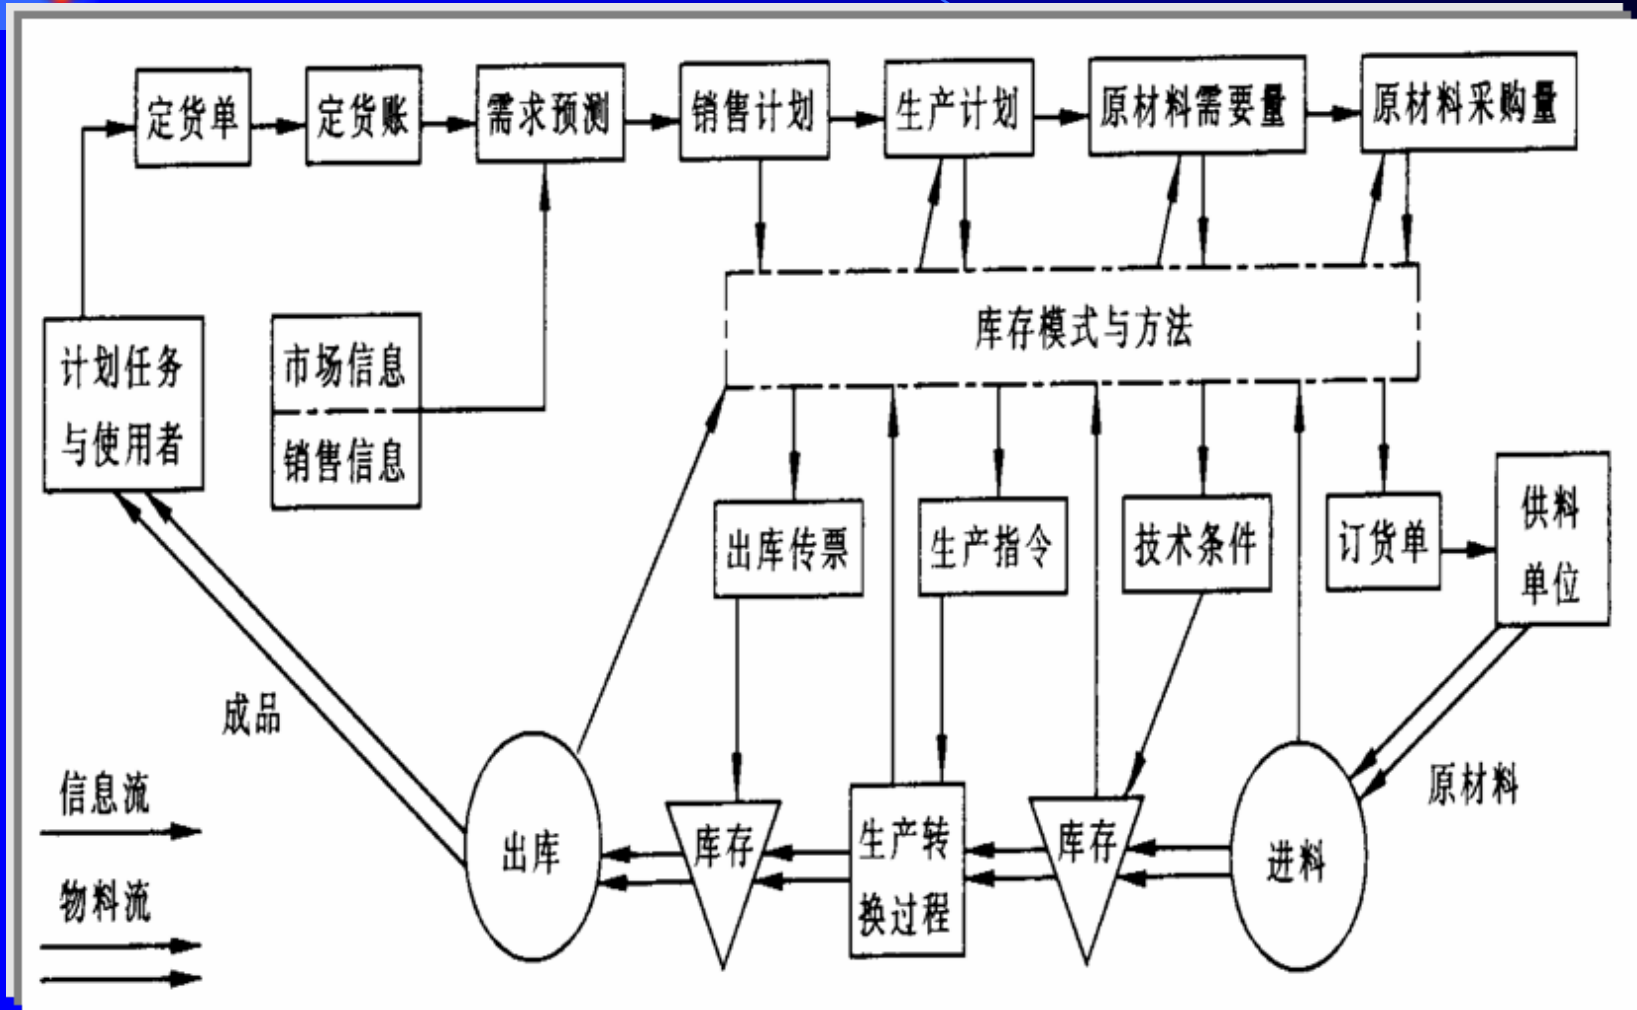 定货单
定货账
需求预测
销售计划
生产计划
原材料需要量
原材料采购量
计划任务
与使用者
市场信息
销售信息
库存模式与方法
出库传票
生产指令
技术条件
订货单
供料
单位
成品
原材料
信息流
物料流
出库
库存
生产转
换过程
库存
进料